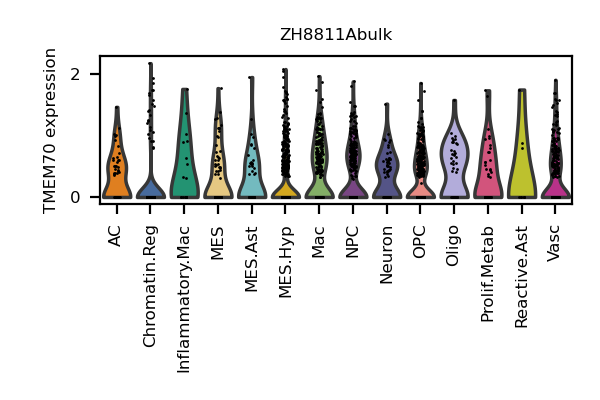 ZH8811Abulk
TMEM70 expression
2
0
AC
Chromatin.Reg
Inflammatory.Mac
MES
MES.Ast
MES.Hyp
Mac
NPC
Neuron
OPC
Oligo
Prolif.Metab
Reactive.Ast
Vasc